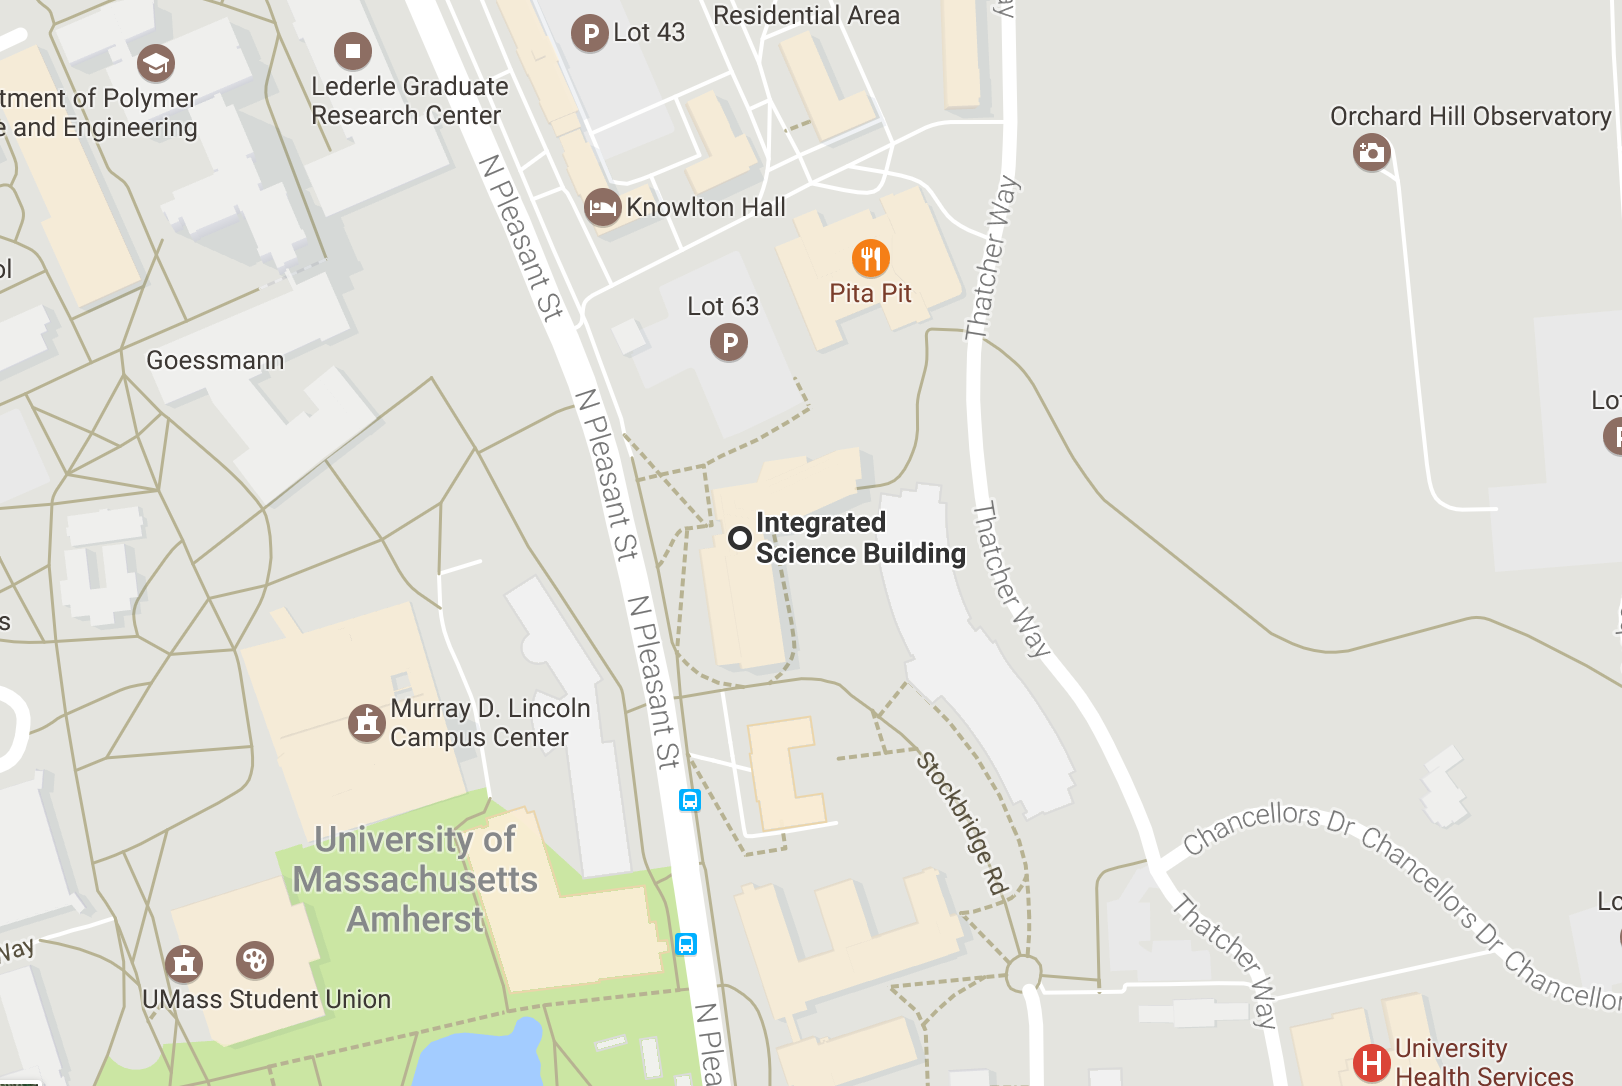 Residential Area
Lot 43
P
Lederle Graduate
Research Center
tment of Polymer
e and Engineering
Orchard Hill Observatory
N Pleasant St
Knowlton Hall
Thatcher Way
Pita Pit
Lot 63
P
Goessmann
N Pleasant St
Thatcher Way
Integrated
Science Building
N Pleasant St
Murray D. Lincoln
Campus Center
Stockbridge Rd
University of
Massachusetts
Amherst
Chancellors Dr
Chancellors Dr
Chancellor
Thatcher Way
Way
UMass Student Union
N Plea
H
University
Health Services